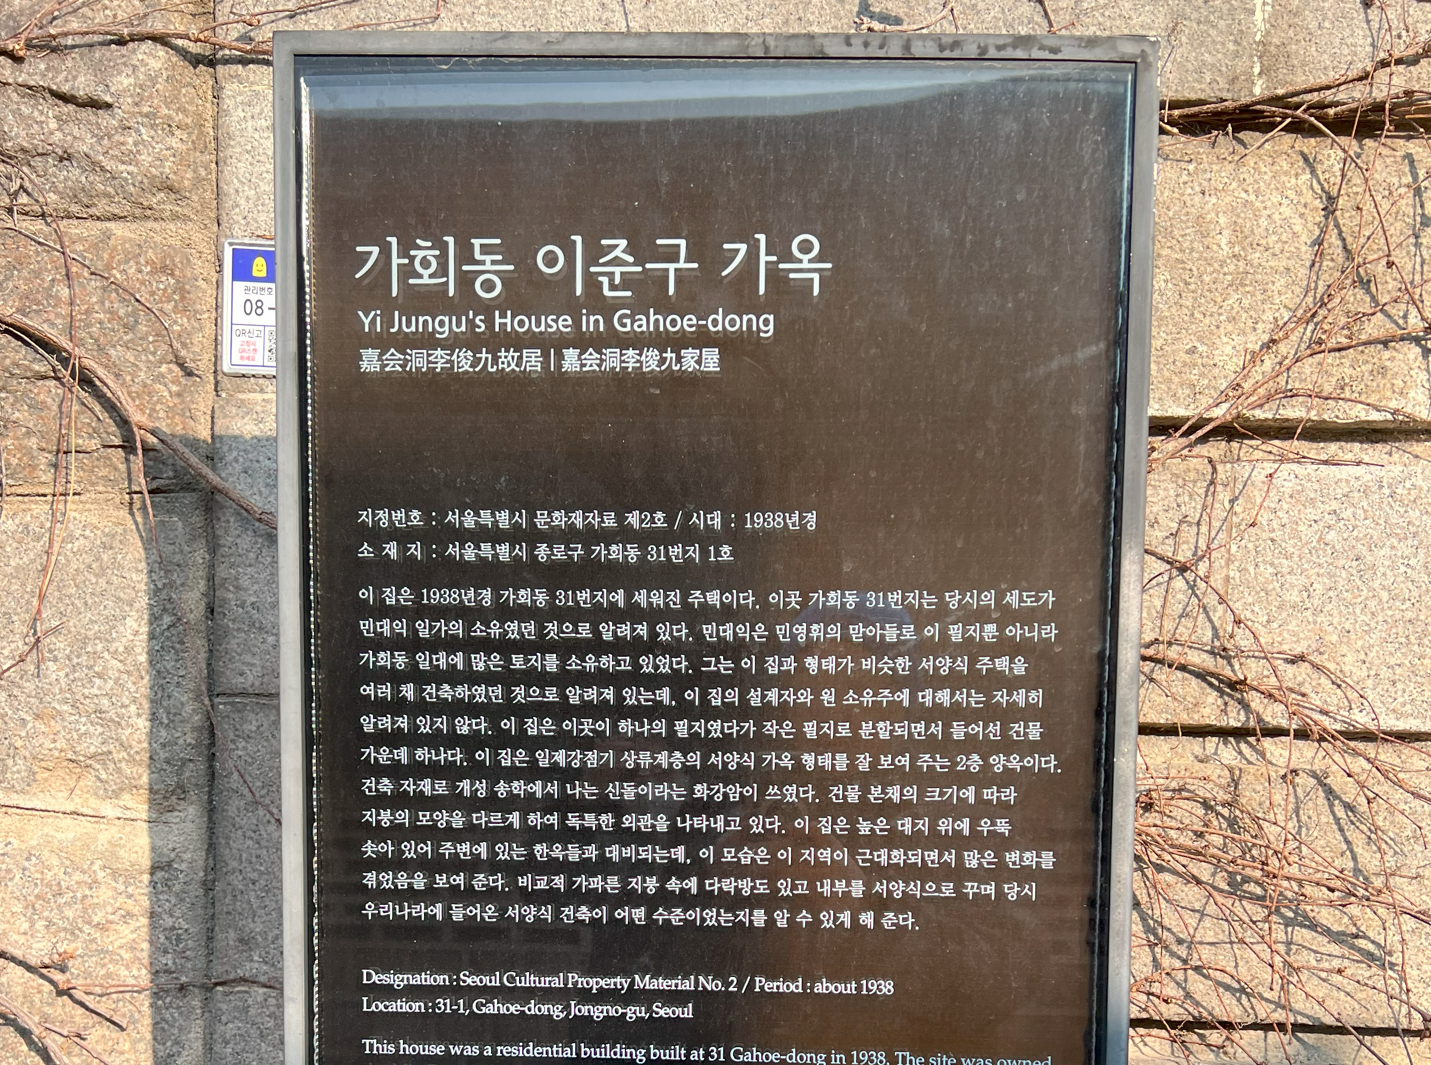 가회동 이준구 가옥
Yi Jungu's House in Gahoe-dong
嘉会洞李俊九故居 | 嘉会洞李俊九家屋
관리번호
08-
QR신고
지정번호 : 서울특별시 문화재자료 제2호 / 시대 : 1938년경
소 재 지 : 서울특별시 종로구 가회동 31번지 1호
이 집은 1938년경 가회동 31번지에 세워진 주택이다. 이곳 가회동 31번지는 당시의 세도가
민대익 일가의 소유였던 것으로 알려져 있다. 민대익은 민영휘의 맏아들로 이 필지뿐 아니라
가회동 일대에 많은 토지를 소유하고 있었다. 그는 이 집과 형태가 비슷한 서양식 주택을
여러 채 건축하였던 것으로 알려져 있는데, 이 집의 설계자와 원 소유주에 대해서는 자세히
알려져 있지 않다. 이 집은 이곳이 하나의 필지였다가 작은 필지로 분할되면서 들어선 건물
가운데 하나다. 이 집은 일제강점기 상류계층의 서양식 가옥 형태를 잘 보여 주는 2층 양옥이다.
건축 자재로 개성 송학에서 나는 신돌이라는 화강암이 쓰였다. 건물 본채의 크기에 따라
지붕의 모양을 다르게 하여 독특한 외관을 나타내고 있다. 이 집은 높은 대지 위에 우뚝
솟아 있어 주변에 있는 한옥들과 대비되는데, 이 모습은 이 지역이 근대화되면서 많은 변화를
겪었음을 보여 준다. 비교적 가파른 지붕 속에 다락방도 있고 내부를 서양식으로 꾸며 당시
우리나라에 들어온 서양식 건축이 어떤 수준이었는지를 알 수 있게 해 준다.
Designation : Seoul Cultural Property Material No. 2 / Period : about 1938
Location : 31-1, Gahoe-dong, Jongno-gu, Seoul
This house was a residential building built at 31 Gahoe-dong in 1938. The site was owned